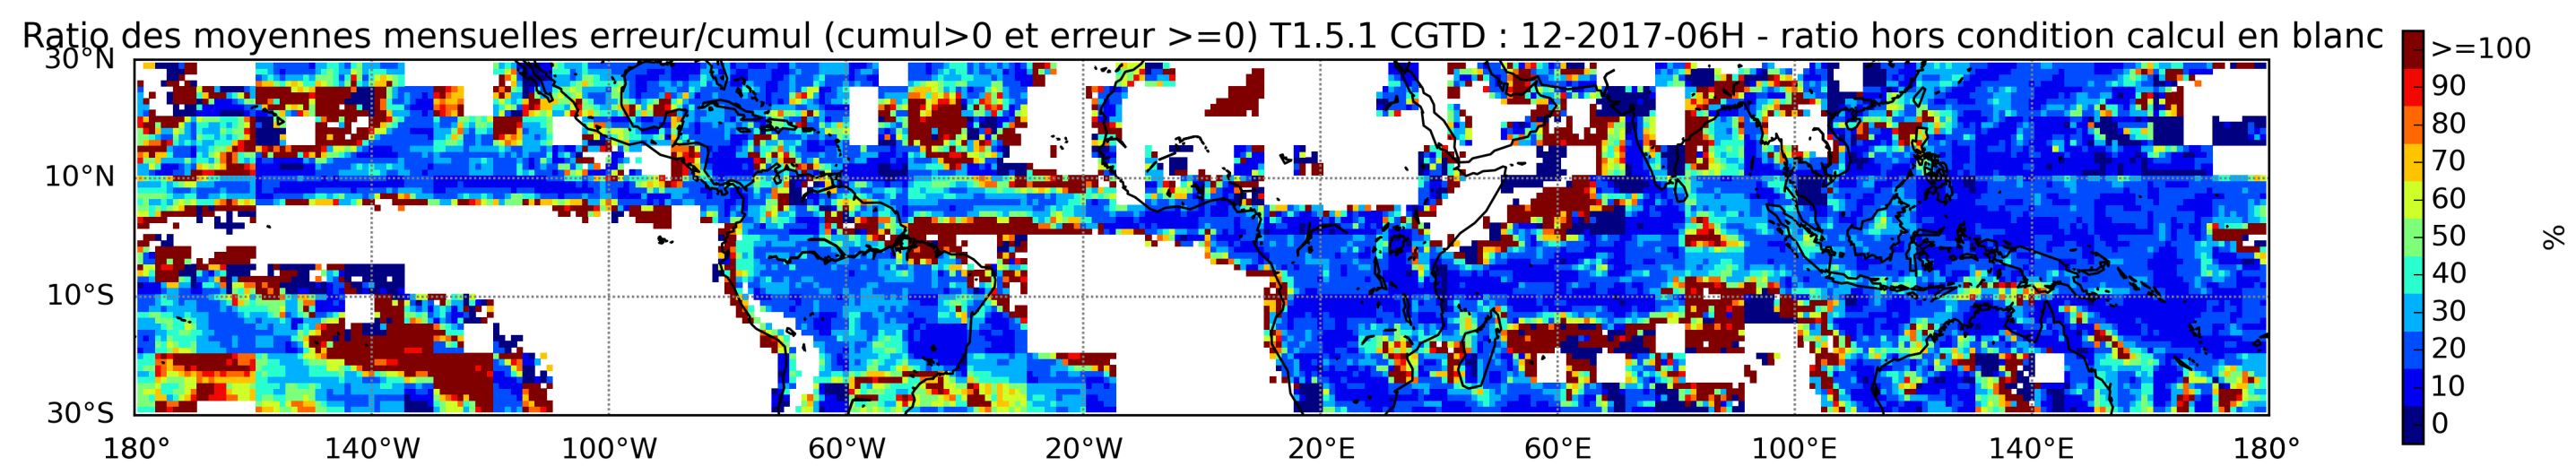 Ratio des moyennes mensuelles erreur/cumul (cumul>0 et erreur >=0) T1.5.1 CGTD : 12-2017-06H - ratio hors condition calcul en blanc
30°N
10°N
10°S
30°S
180° 140°W 100°W 60°W 20°W 20°E 60°E 100°E 140°E 180°
>=100
90
80
70
60
50
40
30
20
10
0
%